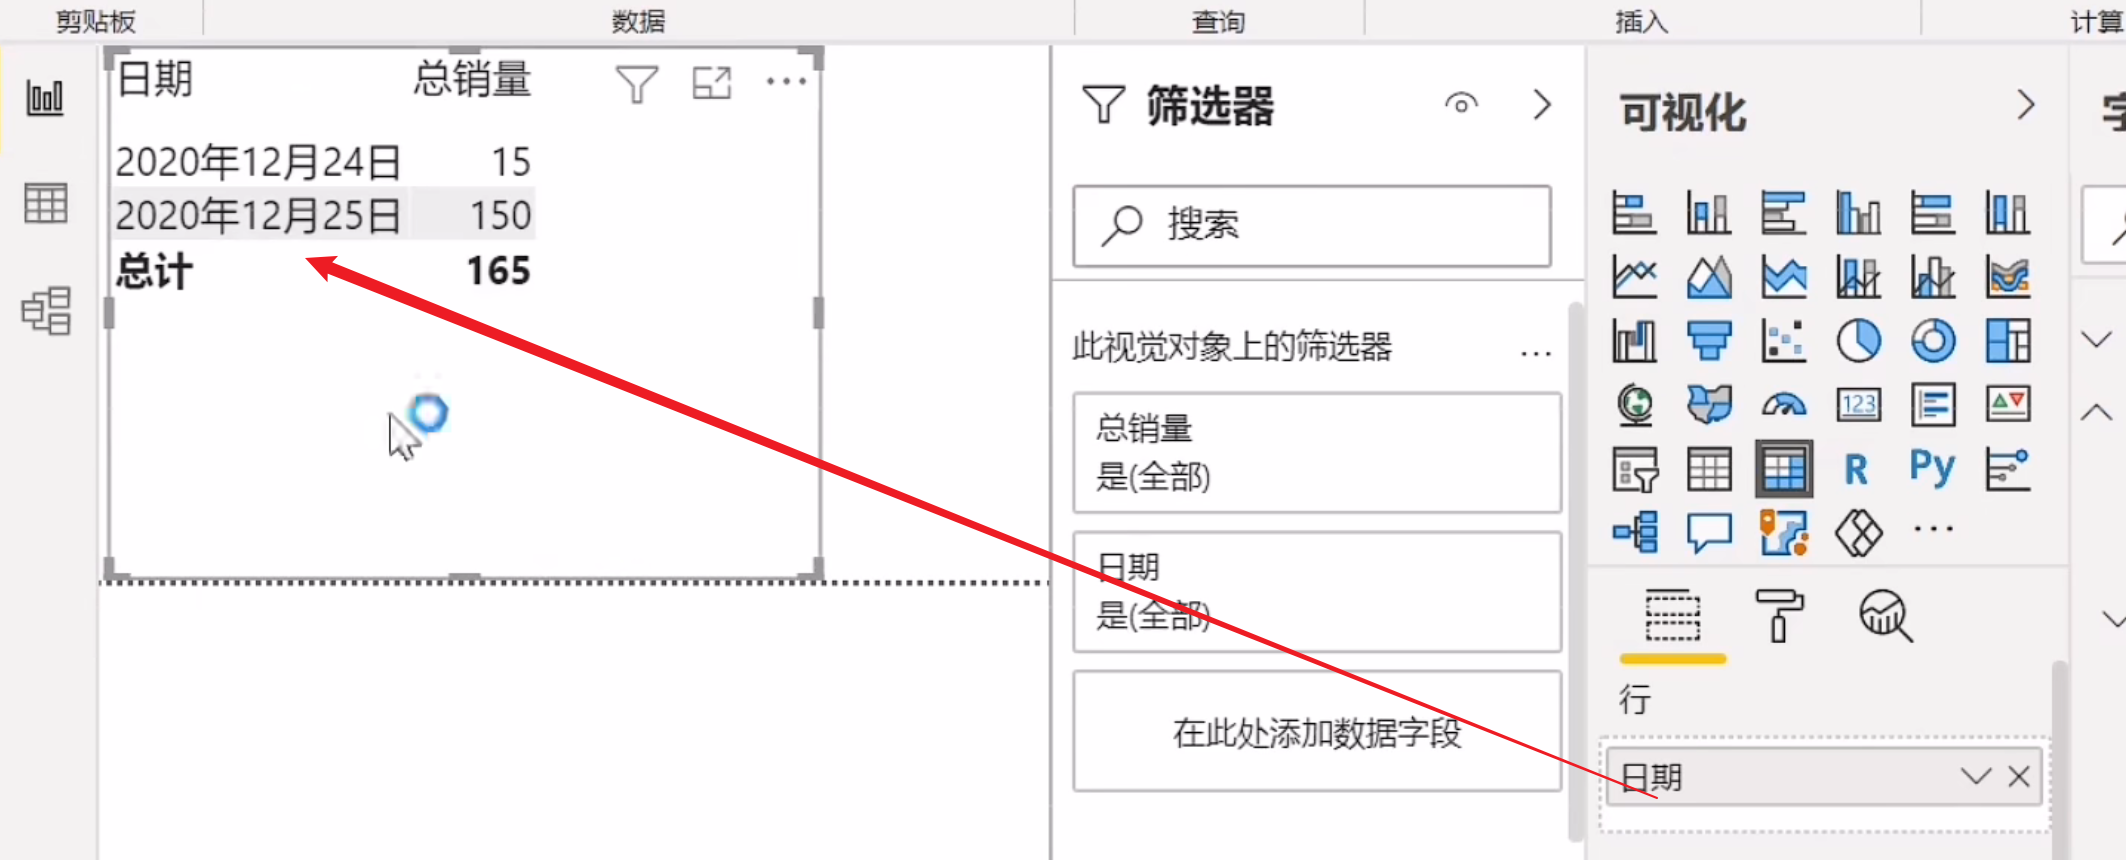 剪贴板
数据
查询
插入
计算
日期 总销量
2020年12月24日 15
2020年12月25日 150
总计 165
筛选器
搜索
此视觉对象上的筛选器
总销量
是(全部)
日期
是(全部)
在此处添加数据字段
可视化
123
R
Py
行
日期